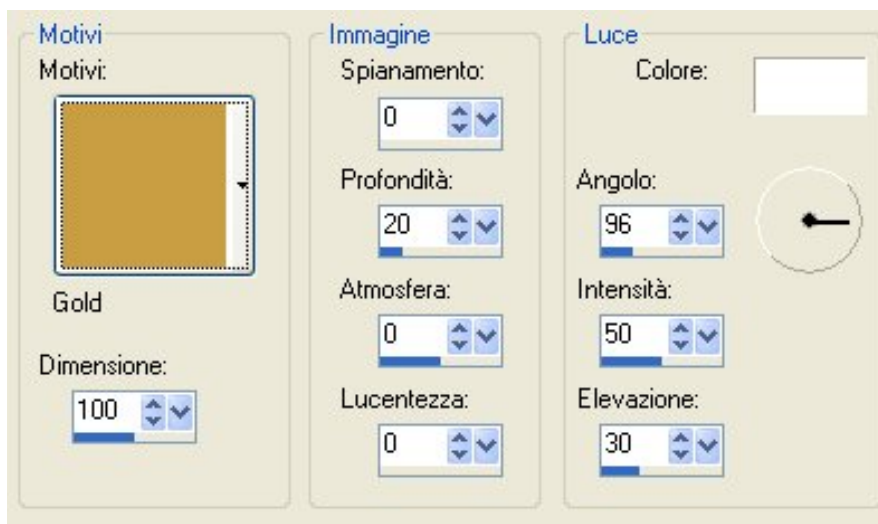 Motivi
Motivi:
Gold
Dimensione:
100
Immagine
Spianamento:
0
Profondità:
20
Atmosfera:
0
Lucentezza:
0
Luce
Colore:
Angolo:
96
Intensità:
50
Elevazione:
30